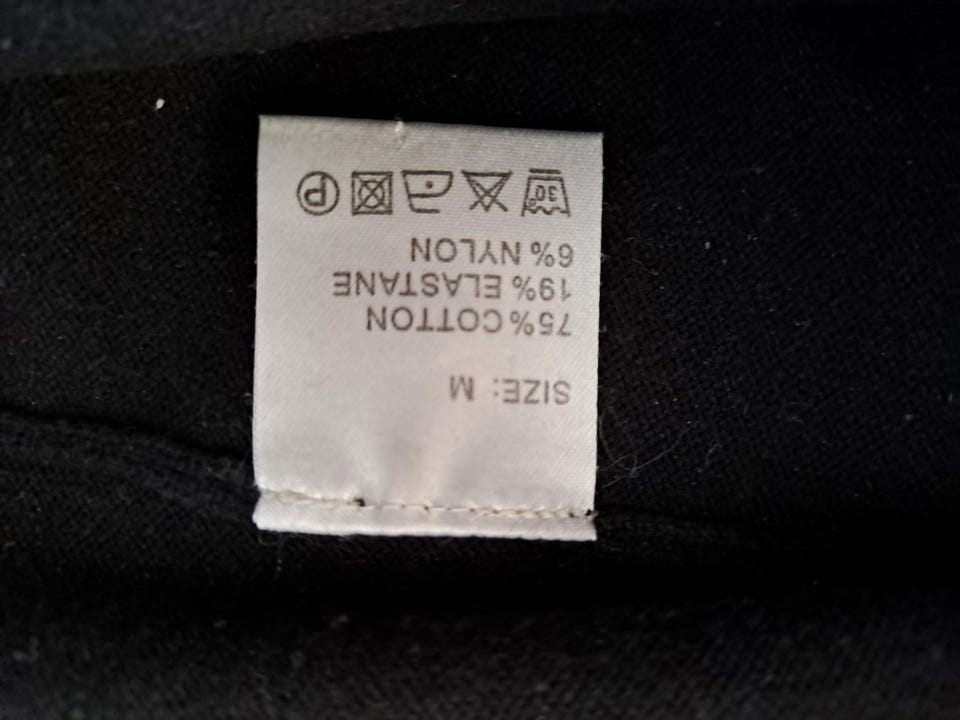 SIZE: M
75% COTTON
19% ELASTANE
6% NYLON
30° P